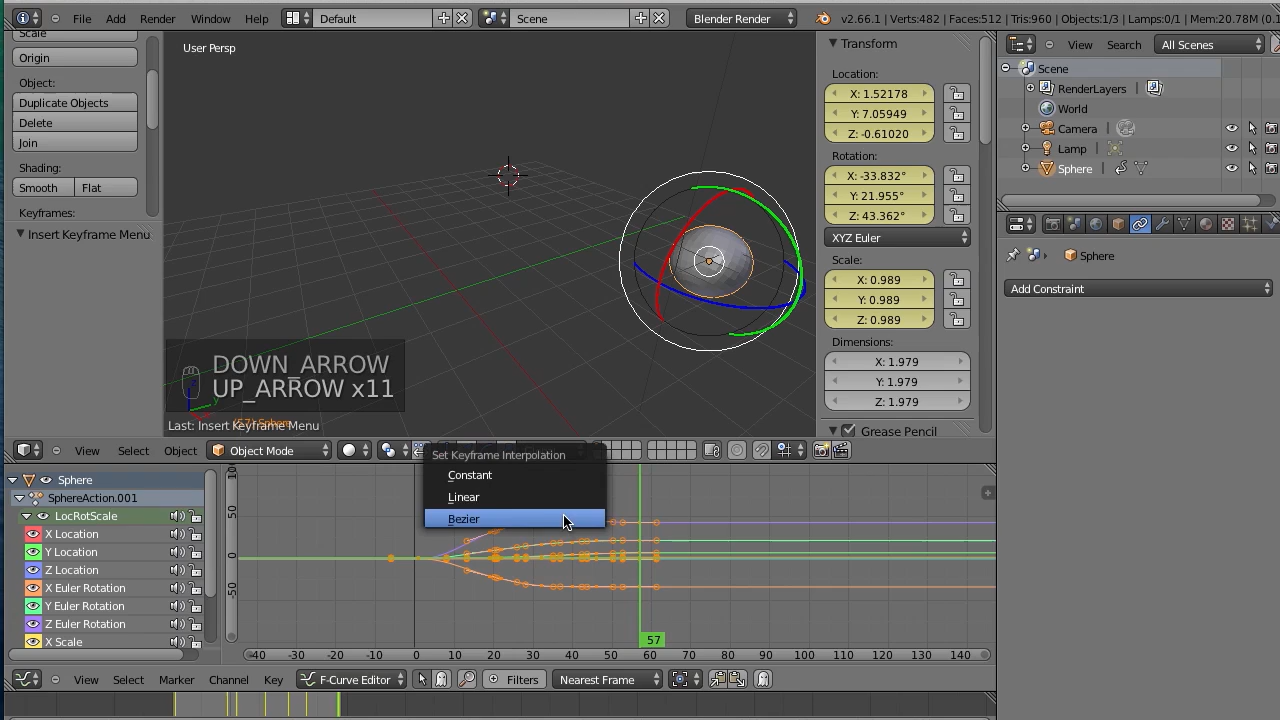 File Add Render Window Help Default Scene Blender Render v2.66.1 | Verts:482 | Faces:512 | Tris:960 | Objects:1/3 | Lamps:0/1 | Mem:20.78M (0.1
Scale
Origin
Object:
Duplicate Objects
Delete
Join
Shading:
Smooth Flat
Keyframes:
Insert Keyframe Menu
User Persp
DOWN_ARROW
UP_ARROW x11
(57) Sphere
Last: Insert Keyframe Menu
Transform
Location:
X: 1.52178
Y: 7.05949
Z: -0.61020
Rotation:
X: -33.832°
Y: 21.955°
Z: 43.362°
XYZ Euler
Scale:
X: 0.989
Y: 0.989
Z: 0.989
Dimensions:
X: 1.979
Y: 1.979
Z: 1.979
Grease Pencil
View Search All Scenes
Scene
RenderLayers
World
Camera
Lamp
Sphere
Sphere
Add Constraint
View Select Object Object Mode
Set Keyframe Interpolation
Constant
Linear
Bezier
Sphere
SphereAction.001
LocRotScale
X Location
Y Location
Z Location
X Euler Rotation
Y Euler Rotation
Z Euler Rotation
X Scale
50
0
-50
57
-40 -20 -10 0 10 20 30 40 50 60 70 80 90 100 110 120 130 140
View Select Marker Channel Key F-Curve Editor Filters Nearest Frame